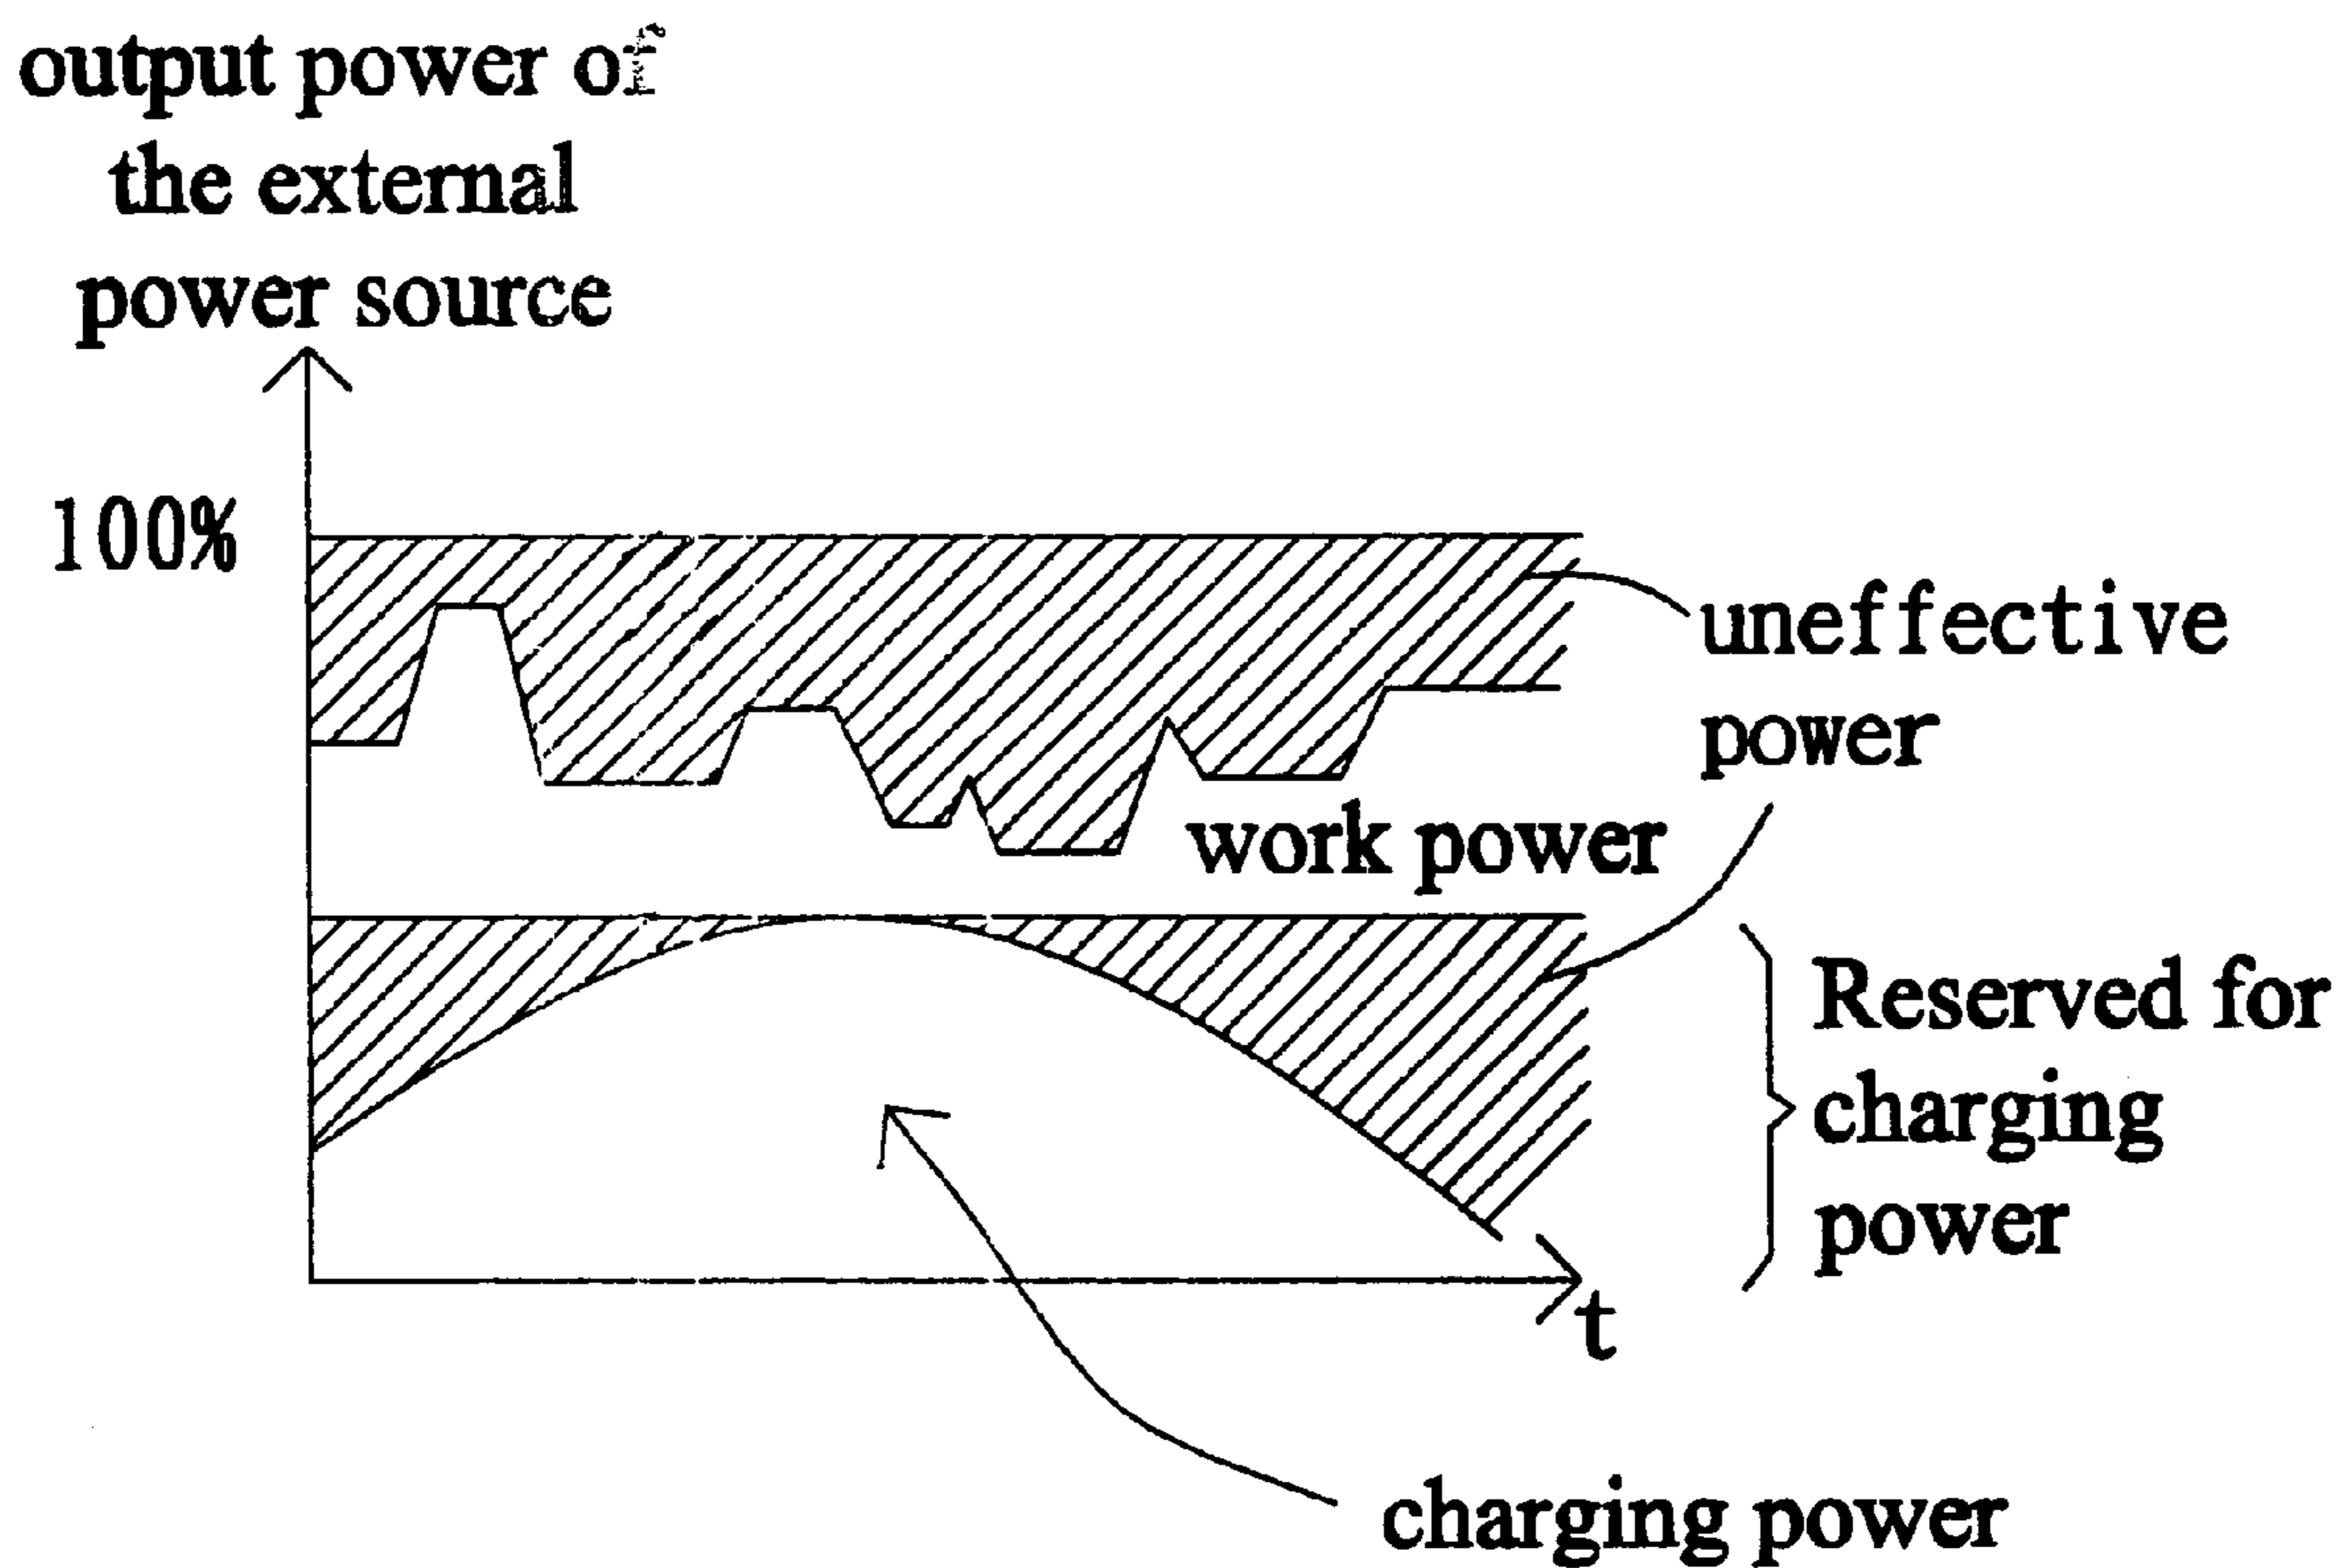 output power of
the external
power source
100%
uneffective
power
work power
Reserved for
charging
power
t
charging power